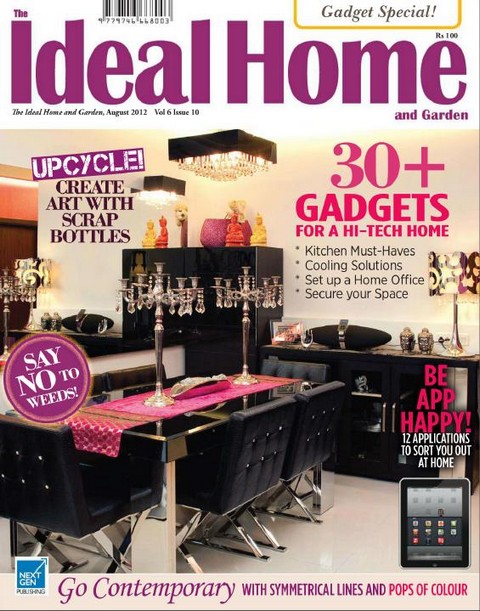 9779746668003
Gadget Special!
The
Ideal Home
Rs 100
and Garden
The Ideal Home and Garden, August 2012 Vol 6 Issue 10
UPCYCLE!
CREATE
ART WITH
SCRAP
BOTTLES
30+
GADGETS
FOR A HI-TECH HOME
* Kitchen Must-Haves
* Cooling Solutions
* Set up a Home Office
* Secure your Space
SAY
NO TO
WEEDS!
BE
APP
HAPPY!
12 APPLICATIONS
TO SORT YOU OUT
AT HOME
NEXT
GEN
PUBLISHING
Go Contemporary WITH SYMMETRICAL LINES AND POPS OF COLOUR